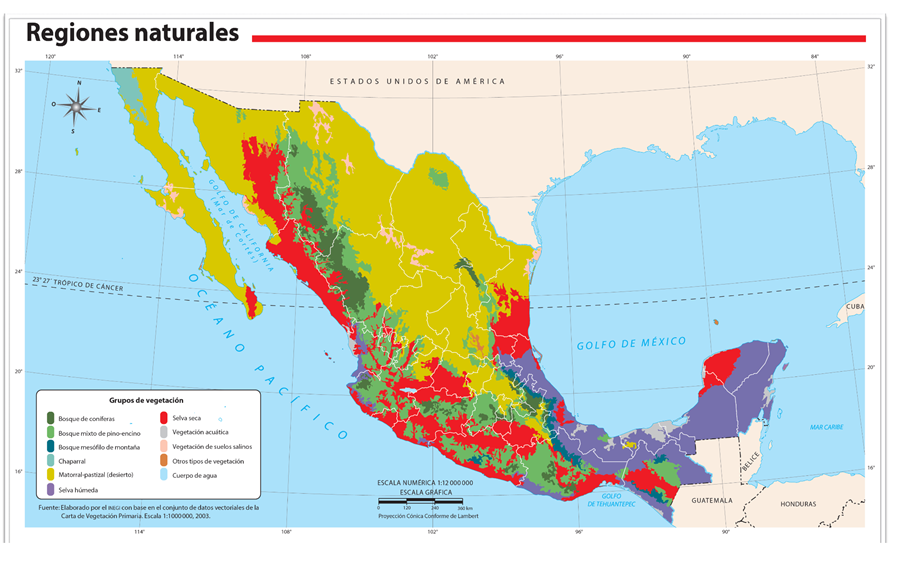 Regiones naturales
120°
114°
108°
102°
96°
90°
84°
32°
32°
ESTADOS UNIDOS DE AMÉRICA
N
O
E
S
28°
28°
GOLFO DE CALIFORNIA
(Mar de Cortés)
24°
24°
23° 27' TRÓPICO DE CÁNCER
CUBA
OCÉANO PACÍFICO
GOLFO DE MÉXICO
20°
20°
MAR CARIBE
16°
16°
BELICE
GUATEMALA
HONDURAS
GOLFO
DE TEHUANTEPEC
Grupos de vegetación
Bosque de coníferas
Bosque mixto de pino-encino
Bosque mesófilo de montaña
Chaparral
Matorral-pastizal (desierto)
Selva húmeda
Selva seca
Vegetación acuática
Vegetación de suelos salinos
Otros tipos de vegetación
Cuerpo de agua
ESCALA NUMÉRICA 1:12 000 000
ESCALA GRÁFICA
0 120 240 360 km
Proyección Cónica Conforme de Lambert
Fuente: Elaborado por el INEGI con base en el conjunto de datos vectoriales de la
Carta de Vegetación Primaria. Escala 1:1 000 000, 2003.
114°
108°
102°
96°
90°